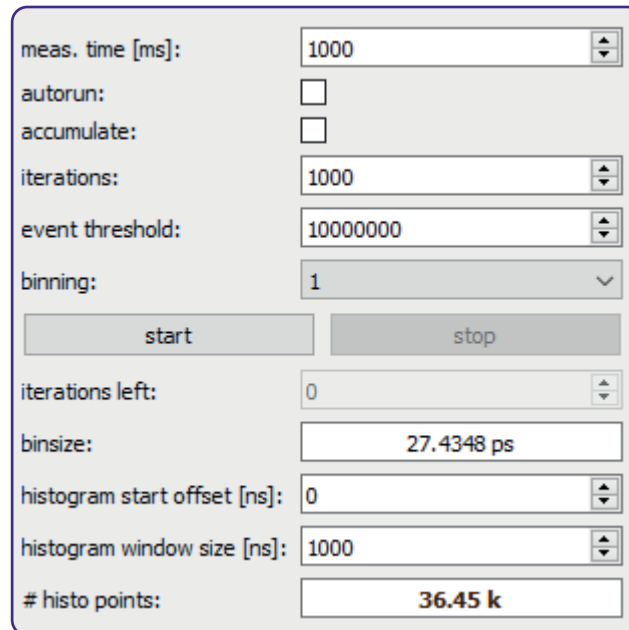 meas. time [ms]: 1000
autorun:
accumulate:
iterations: 1000
event threshold: 10000000
binning: 1
start stop
iterations left: 0
binsize: 27.4348 ps
histogram start offset [ns]: 0
histogram window size [ns]: 1000
# histo points: 36.45 k